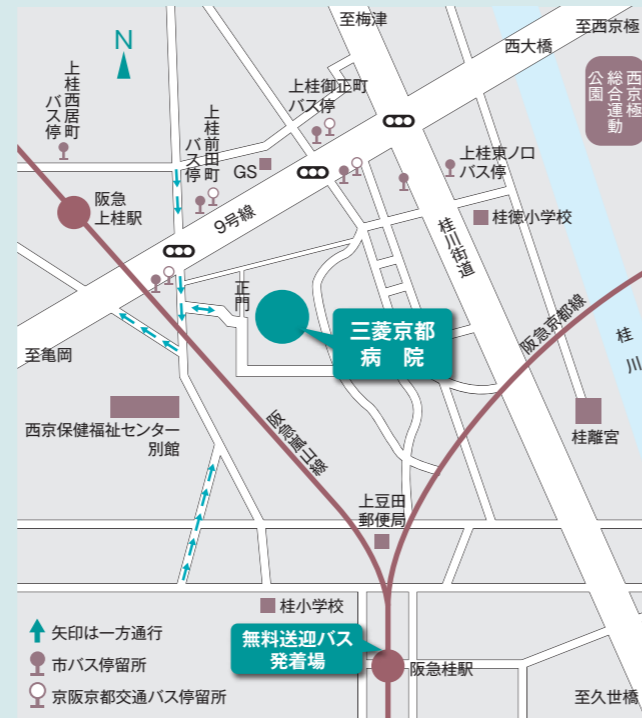 至梅津
至西京極
西大橋
N
西京極
総合運動
公園
上桂西居町
バス停
上桂御正町
バス停
上桂前田町
バス停
GS
上桂東ノ口
バス停
阪急
上桂駅
9号線
桂徳小学校
桂川街道
正門
三菱京都
病 院
阪急京都線
桂 川
至亀岡
西京保健福祉センター
別館
阪急嵐山線
桂離宮
上豆田
郵便局
桂小学校
矢印は一方通行
無料送迎バス
発着場
市バス停留所
阪急桂駅
京阪京都交通バス停留所
至久世橋